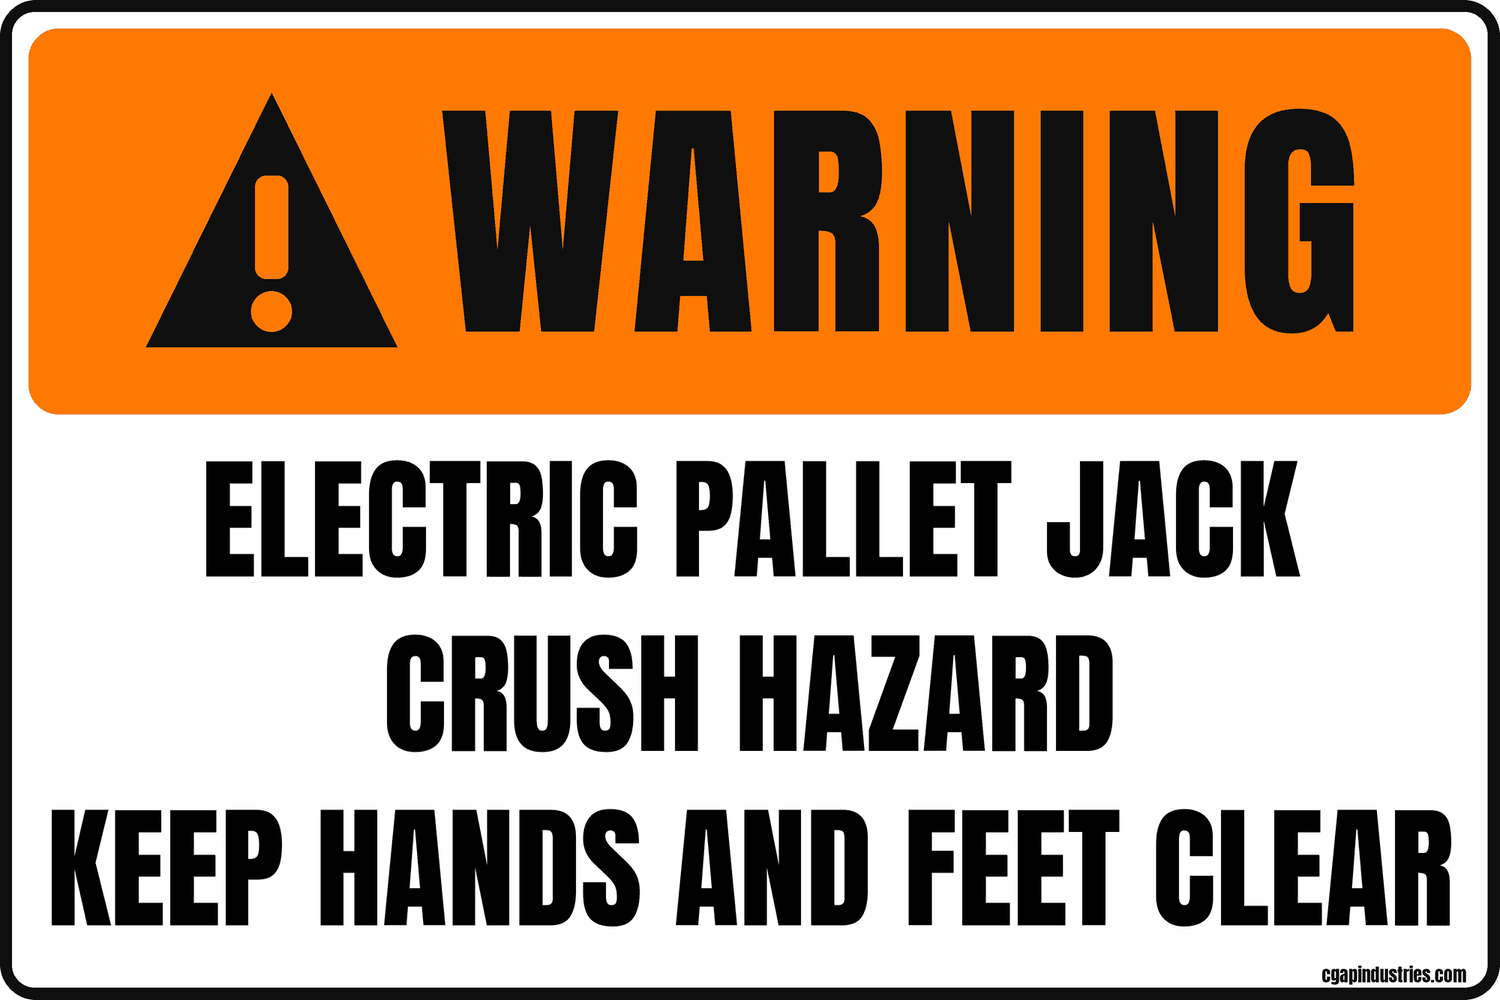 WARNING
ELECTRIC PALLET JACK
CRUSH HAZARD
KEEP HANDS AND FEET CLEAR
cgapindustries.com